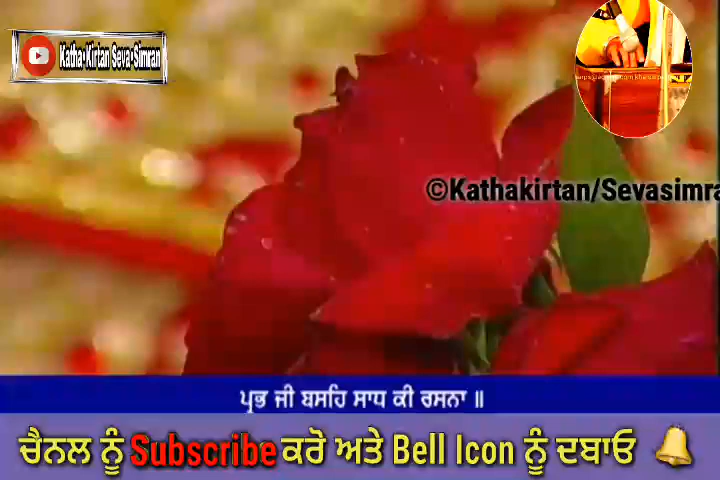 Katha•Kirtan Seva•Simran
©Kathakirtan/Sevasimra
ਪ੍ਰਭ ਜੀ ਬਸਹਿ ਸਾਧ ਕੀ ਰਸਨਾ ॥
ਚੈਨਲ ਨੂੰ Subscribe ਕਰੋ ਅਤੇ Bell Icon ਨੂੰ ਦਬਾਓ